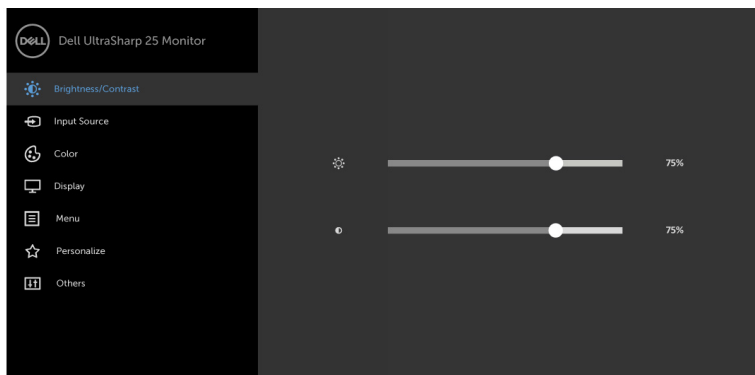 DELL
Dell UltraSharp 25 Monitor
Brightness/Contrast
Input Source
Color
75%
Display
Menu
75%
Personalize
Others